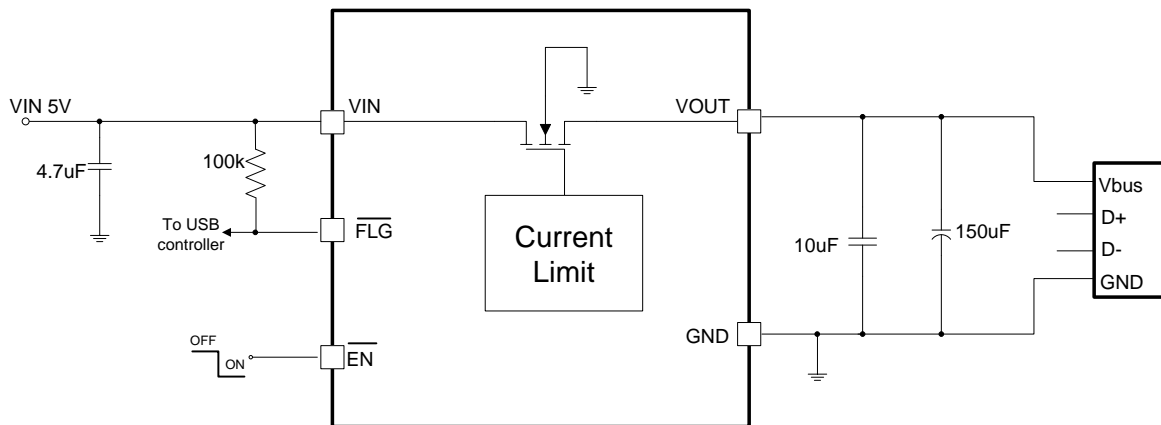 VIN 5V
4.7uF
100k
To USB
controller
VIN
FLG
OFF
ON
EN
Current
Limit
VOUT
GND
10uF
150uF
Vbus
D+
D-
GND